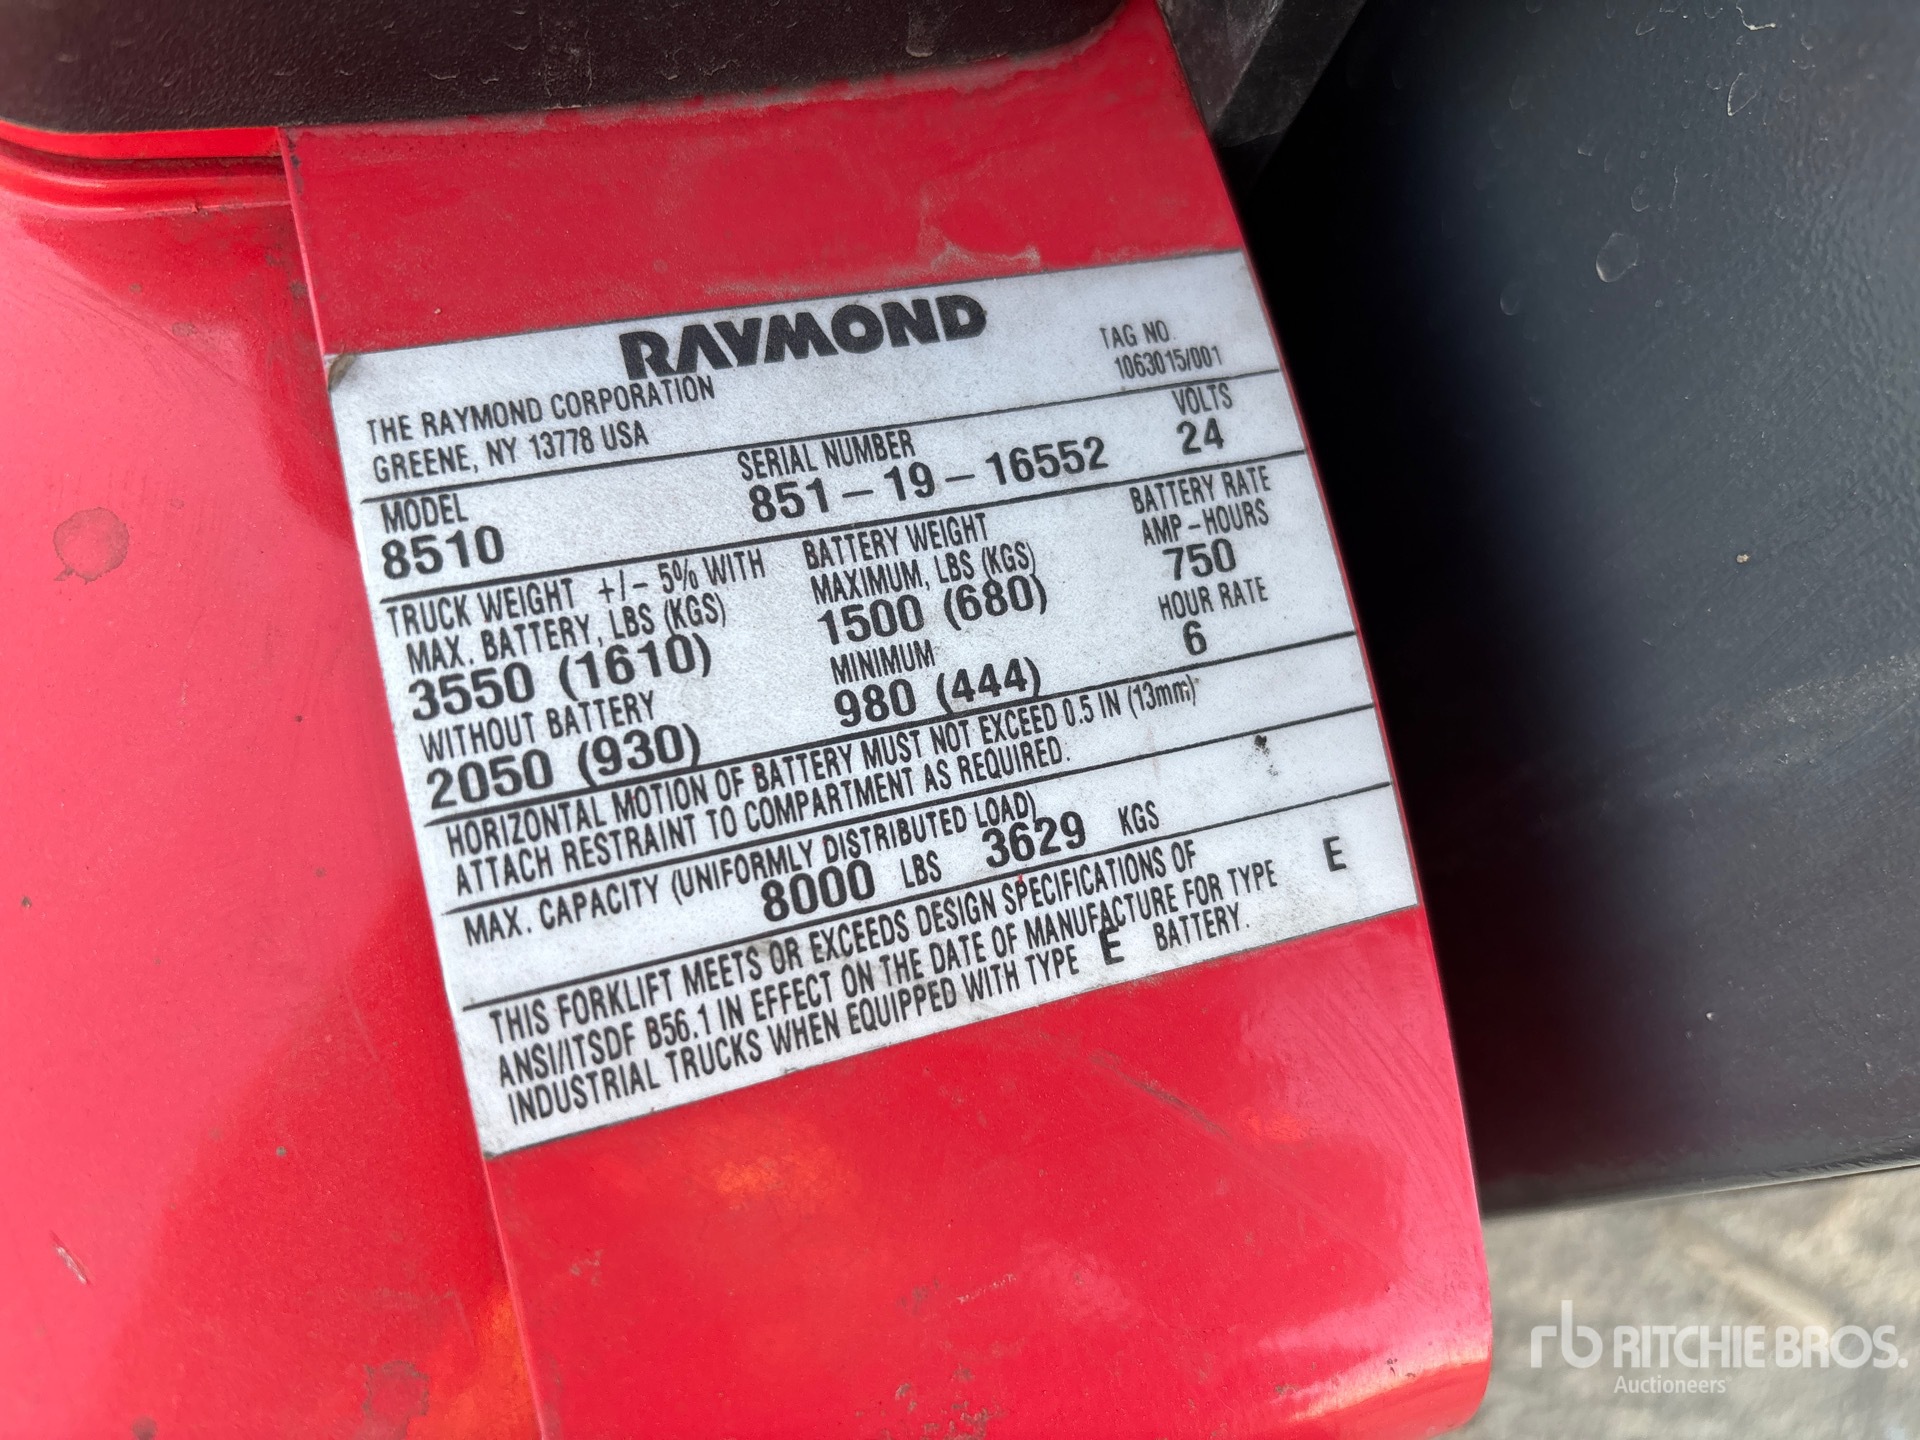 RAYMOND
TAG NO.
1063015/001
THE RAYMOND CORPORATION
GREENE, NY 13778 USA
MODEL
8510
SERIAL NUMBER
851-19-16552
VOLTS
24
TRUCK WEIGHT +/- 5% WITH
MAX. BATTERY, LBS (KGS)
3550 (1610)
WITHOUT BATTERY
2050 (930)
BATTERY WEIGHT
MAXIMUM, LBS (KGS)
1500 (680)
MINIMUM
980 (444)
BATTERY RATE
AMP-HOURS
750
HOUR RATE
6
HORIZONTAL MOTION OF BATTERY MUST NOT EXCEED 0.5 IN (13mm)
ATTACH RESTRAINT TO COMPARTMENT AS REQUIRED.
MAX. CAPACITY (UNIFORMLY DISTRIBUTED LOAD)
8000 LBS 3629 KGS
THIS FORKLIFT MEETS OR EXCEEDS DESIGN SPECIFICATIONS OF
ANSI/ITSDF B56.1 IN EFFECT ON THE DATE OF MANUFACTURE FOR TYPE E
INDUSTRIAL TRUCKS WHEN EQUIPPED WITH TYPE E BATTERY.
rb RITCHIE BROS.
Auctioneers